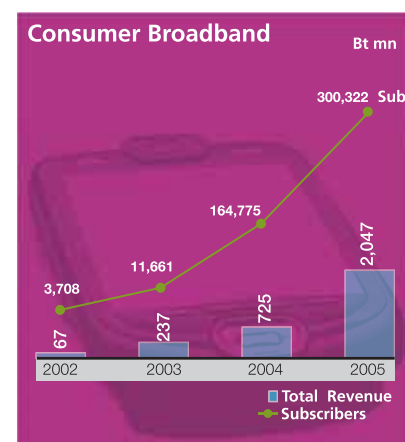 Consumer Broadband
Bt mn
300,322 Sub
164,775
11,661
3,708
67
237
725
2,047
2002 2003 2004 2005
Total Revenue
Subscribers